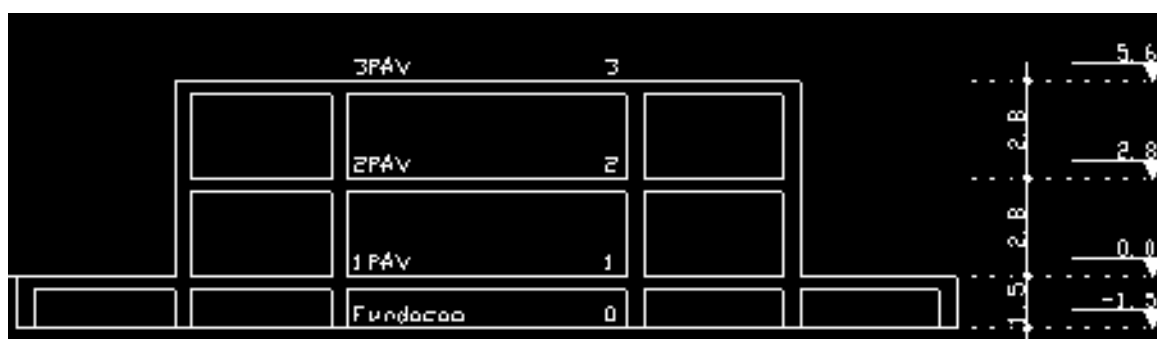 3PAV 3 5,6
2,8
2PAV 2 2,8
2,8
1PAV 1 0,0
1,5
Fundacao 0 -1,5